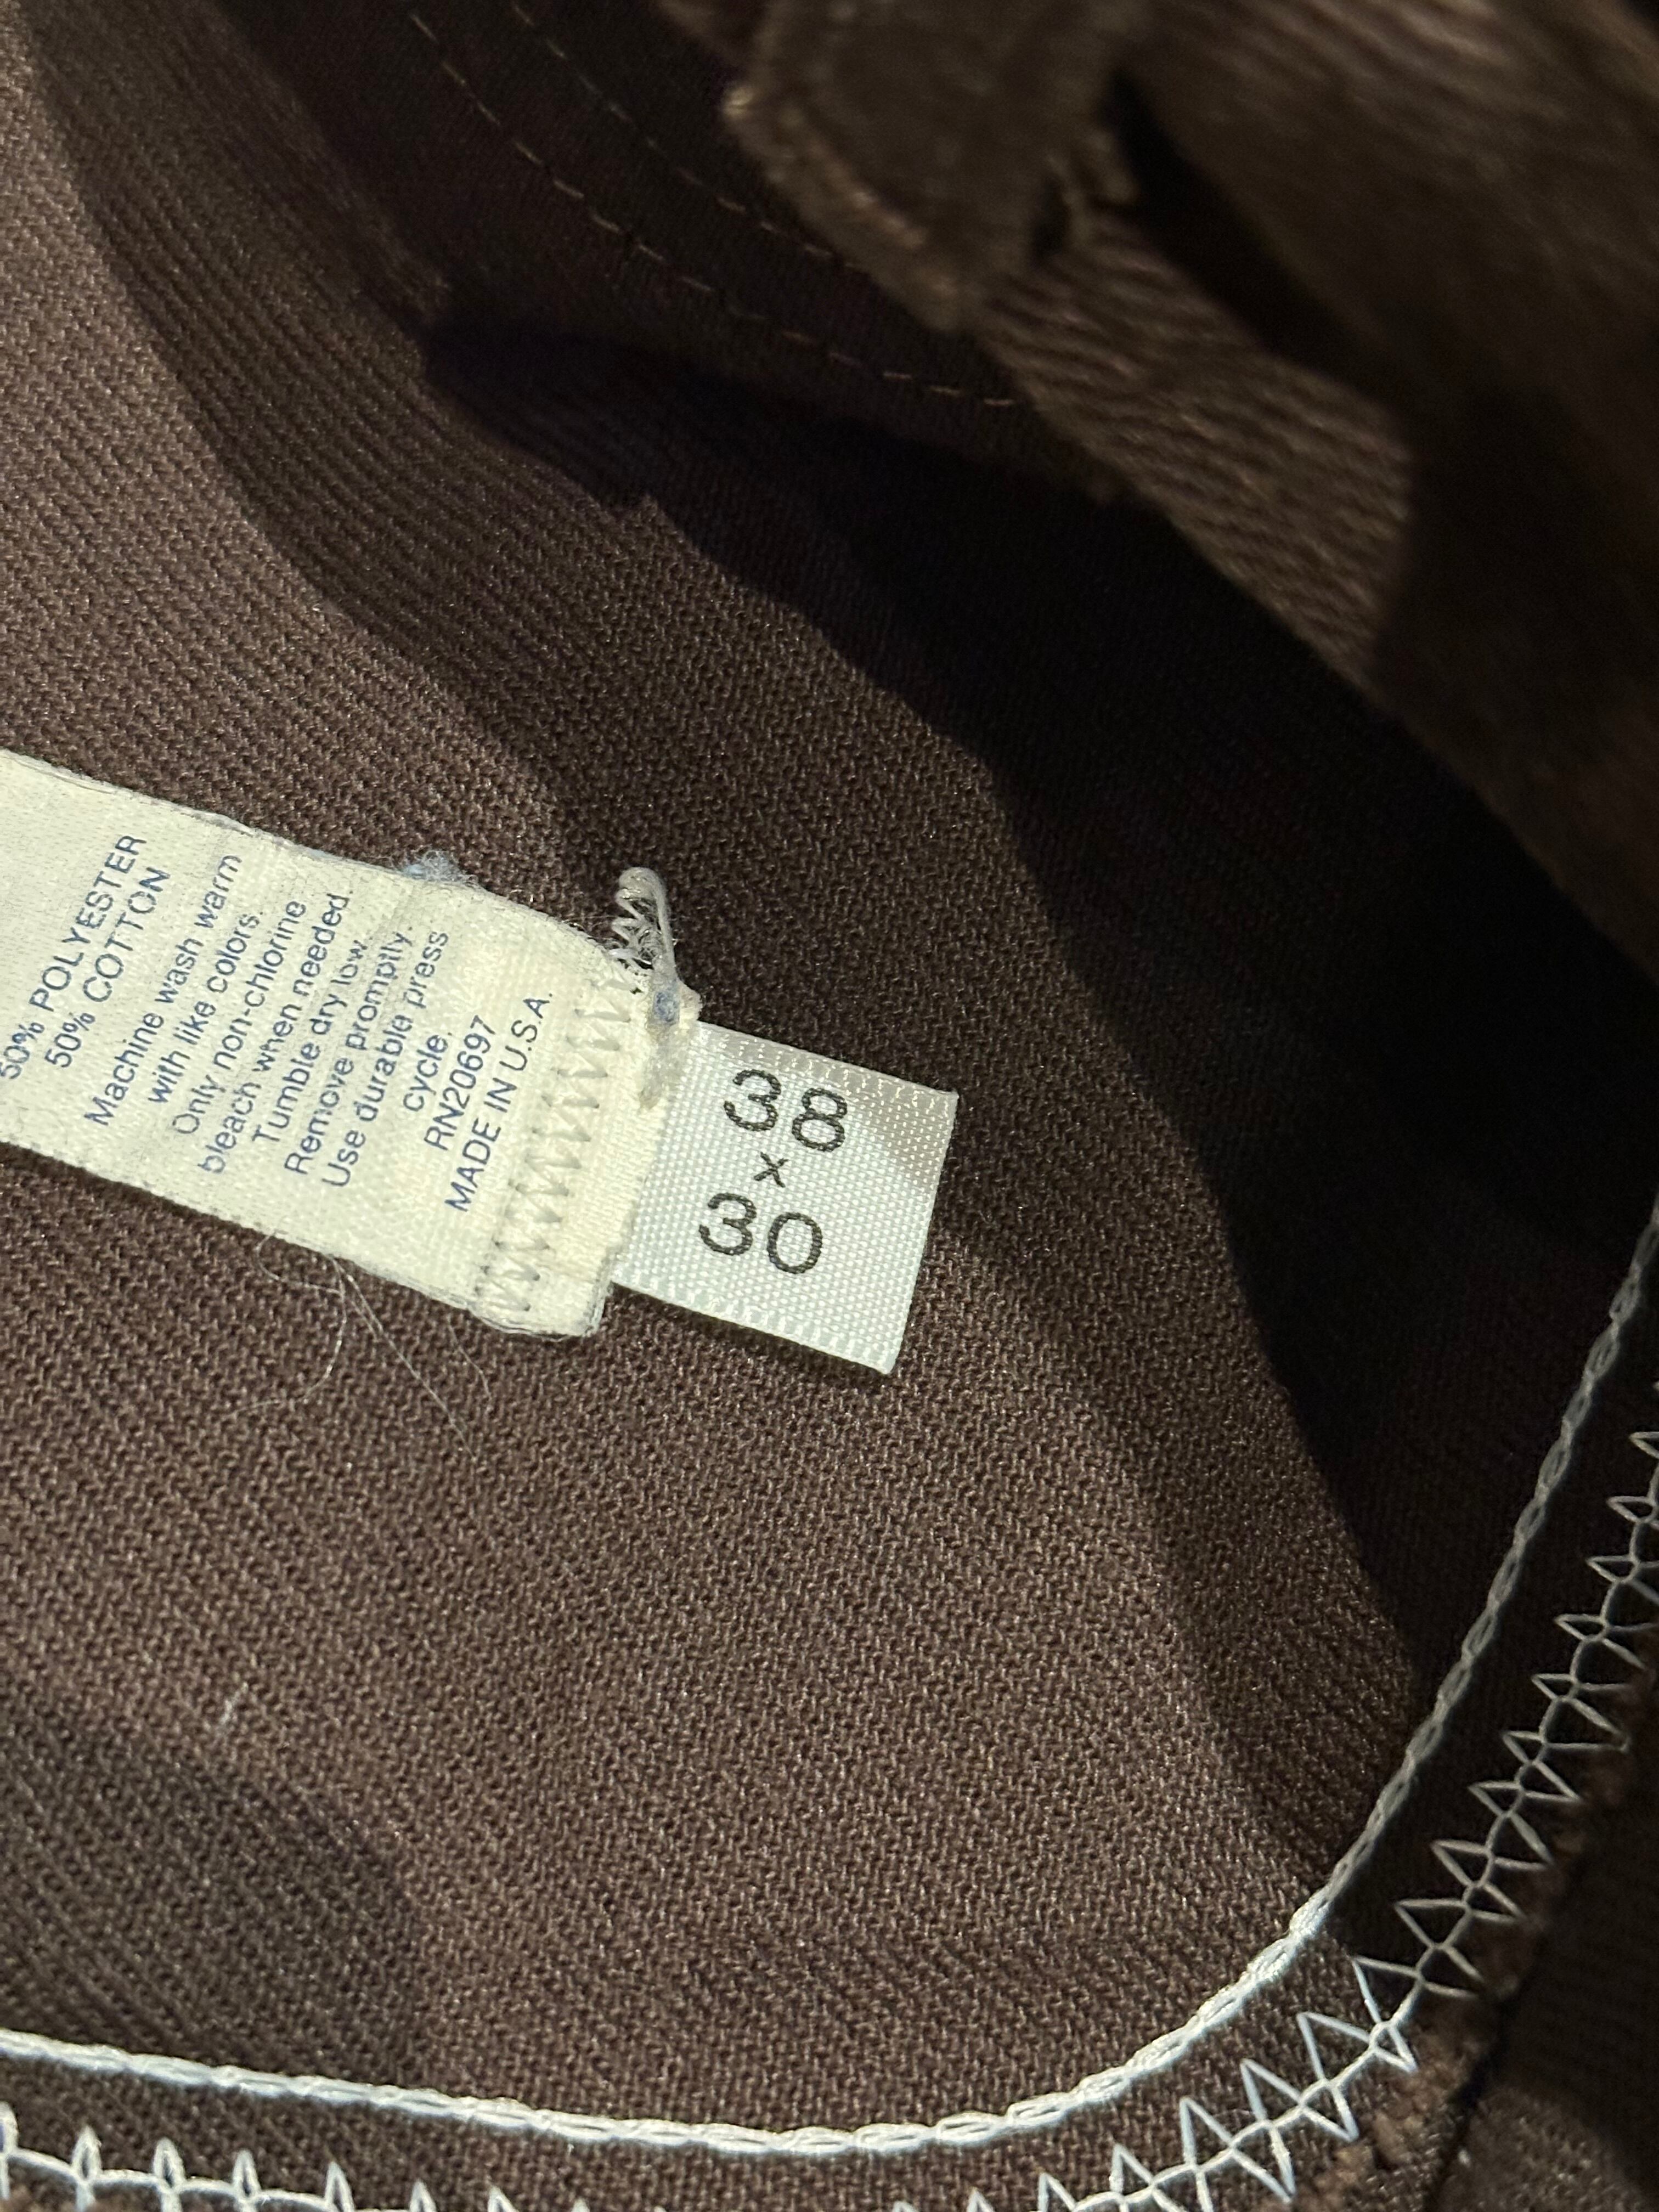 50% POLYESTER
50% COTTON
Machine wash warm
with like colors.
Only non-chlorine
bleach when needed.
Tumble dry low.
Remove promptly.
Use durable press
cycle.
RN20697
MADE IN U.S.A.
38
x
30